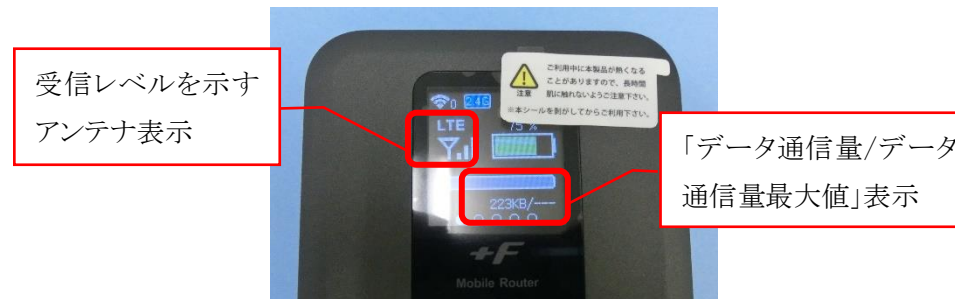 受信レベルを示す
アンテナ表示
ご利用中に本製品が熱くなる
ことがありますので、長時間
肌に触れないようご注意下さい。
注意
※本シールを剥がしてからご利用下さい。
0 2.4G
LTE 75 %
223KB/---
「データ通信量/データ
通信量最大値」表示
+F
Mobile Router